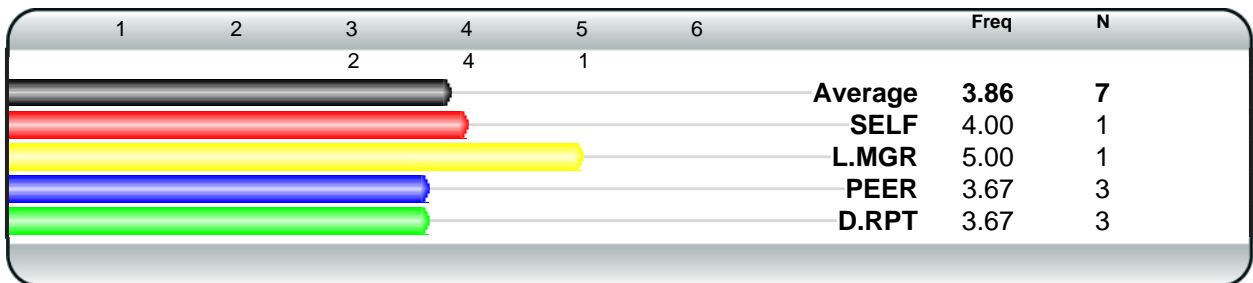 1 2 3 4 5 6 Freq N
2 4 1
Average 3.86 7
SELF 4.00 1
L.MGR 5.00 1
PEER 3.67 3
D.RPT 3.67 3